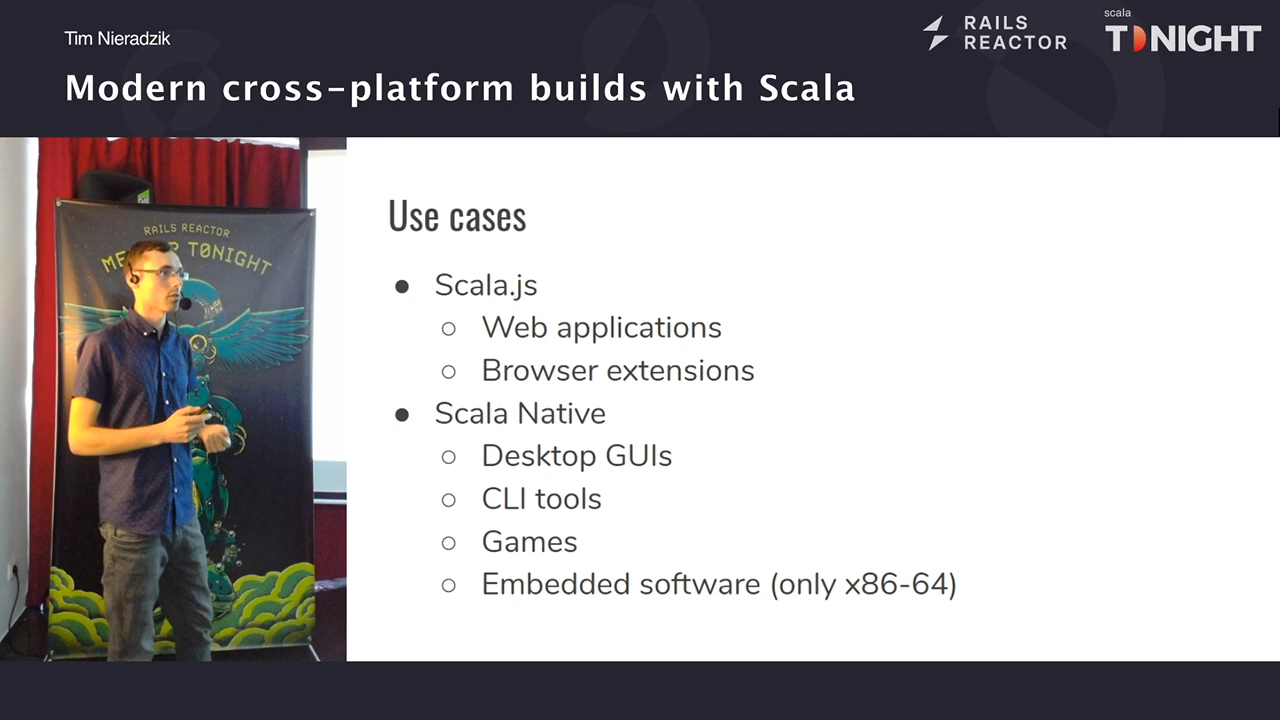 Tim Nieradzik
Modern cross-platform builds with Scala
RAILS
REACTOR
scala
TONIGHT
RAILS REACTOR
TØNIGHT
Use cases
● Scala.js
○ Web applications
○ Browser extensions
● Scala Native
○ Desktop GUIs
○ CLI tools
○ Games
○ Embedded software (only x86-64)